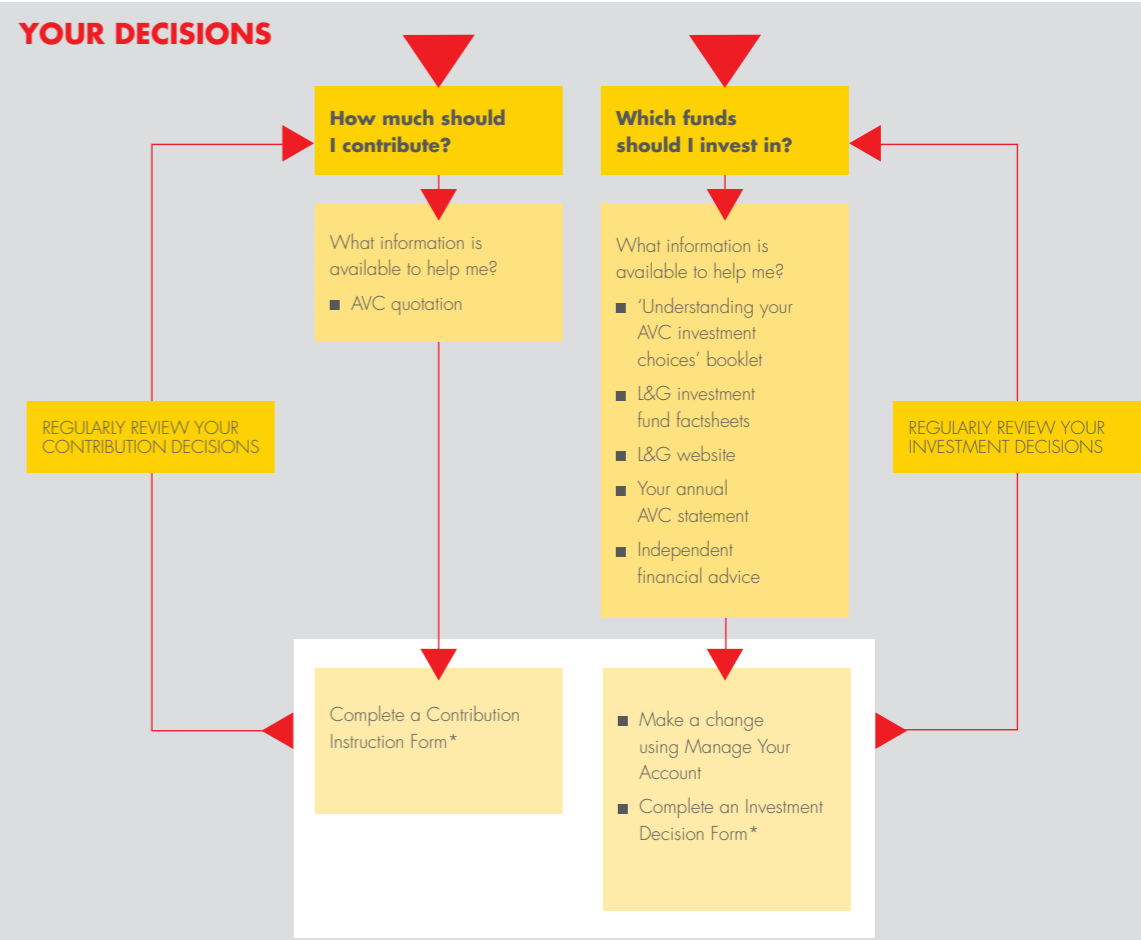 YOUR DECISIONS
How much should
I contribute?
What information is
available to help me?
■ AVC quotation
Complete a Contribution
Instruction Form*
REGULARLY REVIEW YOUR
CONTRIBUTION DECISIONS
Which funds
should I invest in?
What information is
available to help me?
■ ‘Understanding your
AVC investment
choices’ booklet
■ L&G investment
fund factsheets
■ L&G website
■ Your annual
AVC statement
■ Independent
financial advice
■ Make a change
using Manage Your
Account
■ Complete an Investment
Decision Form*
REGULARLY REVIEW YOUR
INVESTMENT DECISIONS